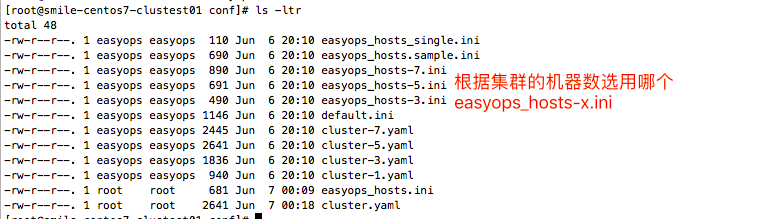 [root@smile-centos7-clustest01 conf]# ls -ltr
total 48
-rw-r--r--. 1 easyops easyops  110 Jun  6 20:10 easyops_hosts_single.ini
-rw-r--r--. 1 easyops easyops  690 Jun  6 20:10 easyops_hosts.sample.ini
-rw-r--r--. 1 easyops easyops  890 Jun  6 20:10 easyops_hosts-7.ini
-rw-r--r--. 1 easyops easyops  691 Jun  6 20:10 easyops_hosts-5.ini
-rw-r--r--. 1 easyops easyops  490 Jun  6 20:10 easyops_hosts-3.ini
根据集群的机器数选用哪个
easyops_hosts-x.ini
-rw-r--r--. 1 easyops easyops 1146 Jun  6 20:10 default.ini
-rw-r--r--. 1 easyops easyops 2445 Jun  6 20:10 cluster-7.yaml
-rw-r--r--. 1 easyops easyops 2641 Jun  6 20:10 cluster-5.yaml
-rw-r--r--. 1 easyops easyops 1836 Jun  6 20:10 cluster-3.yaml
-rw-r--r--. 1 easyops easyops  940 Jun  6 20:10 cluster-1.yaml
-rw-r--r--. 1 root    root     681 Jun  7 00:09 easyops_hosts.ini
-rw-r--r--. 1 root    root    2641 Jun  7 00:18 cluster.yaml
[root@smile-centos7-clustest01 conf]#